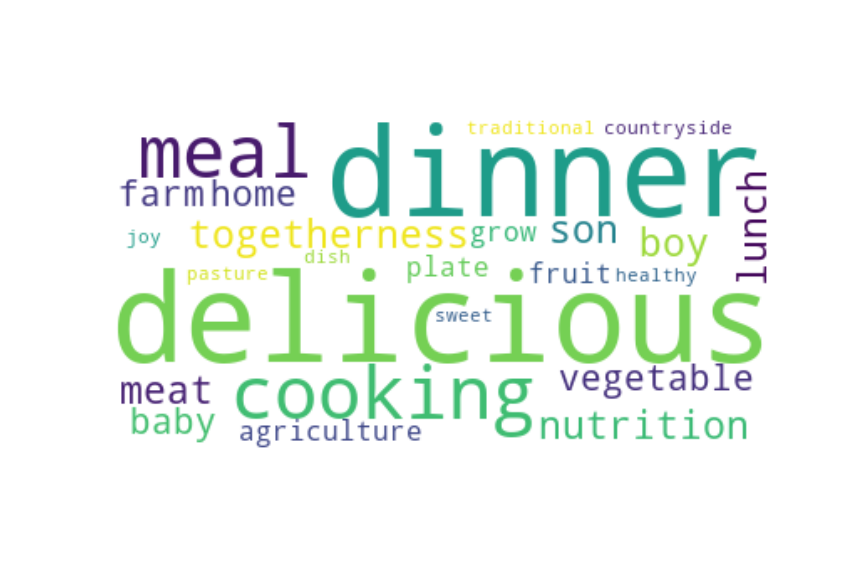 traditional countryside
meal dinner
farm home
lunch
joy togetherness grow son boy
dish
pasture plate fruit healthy
delicious
sweet
meat cooking vegetable
baby agriculture nutrition